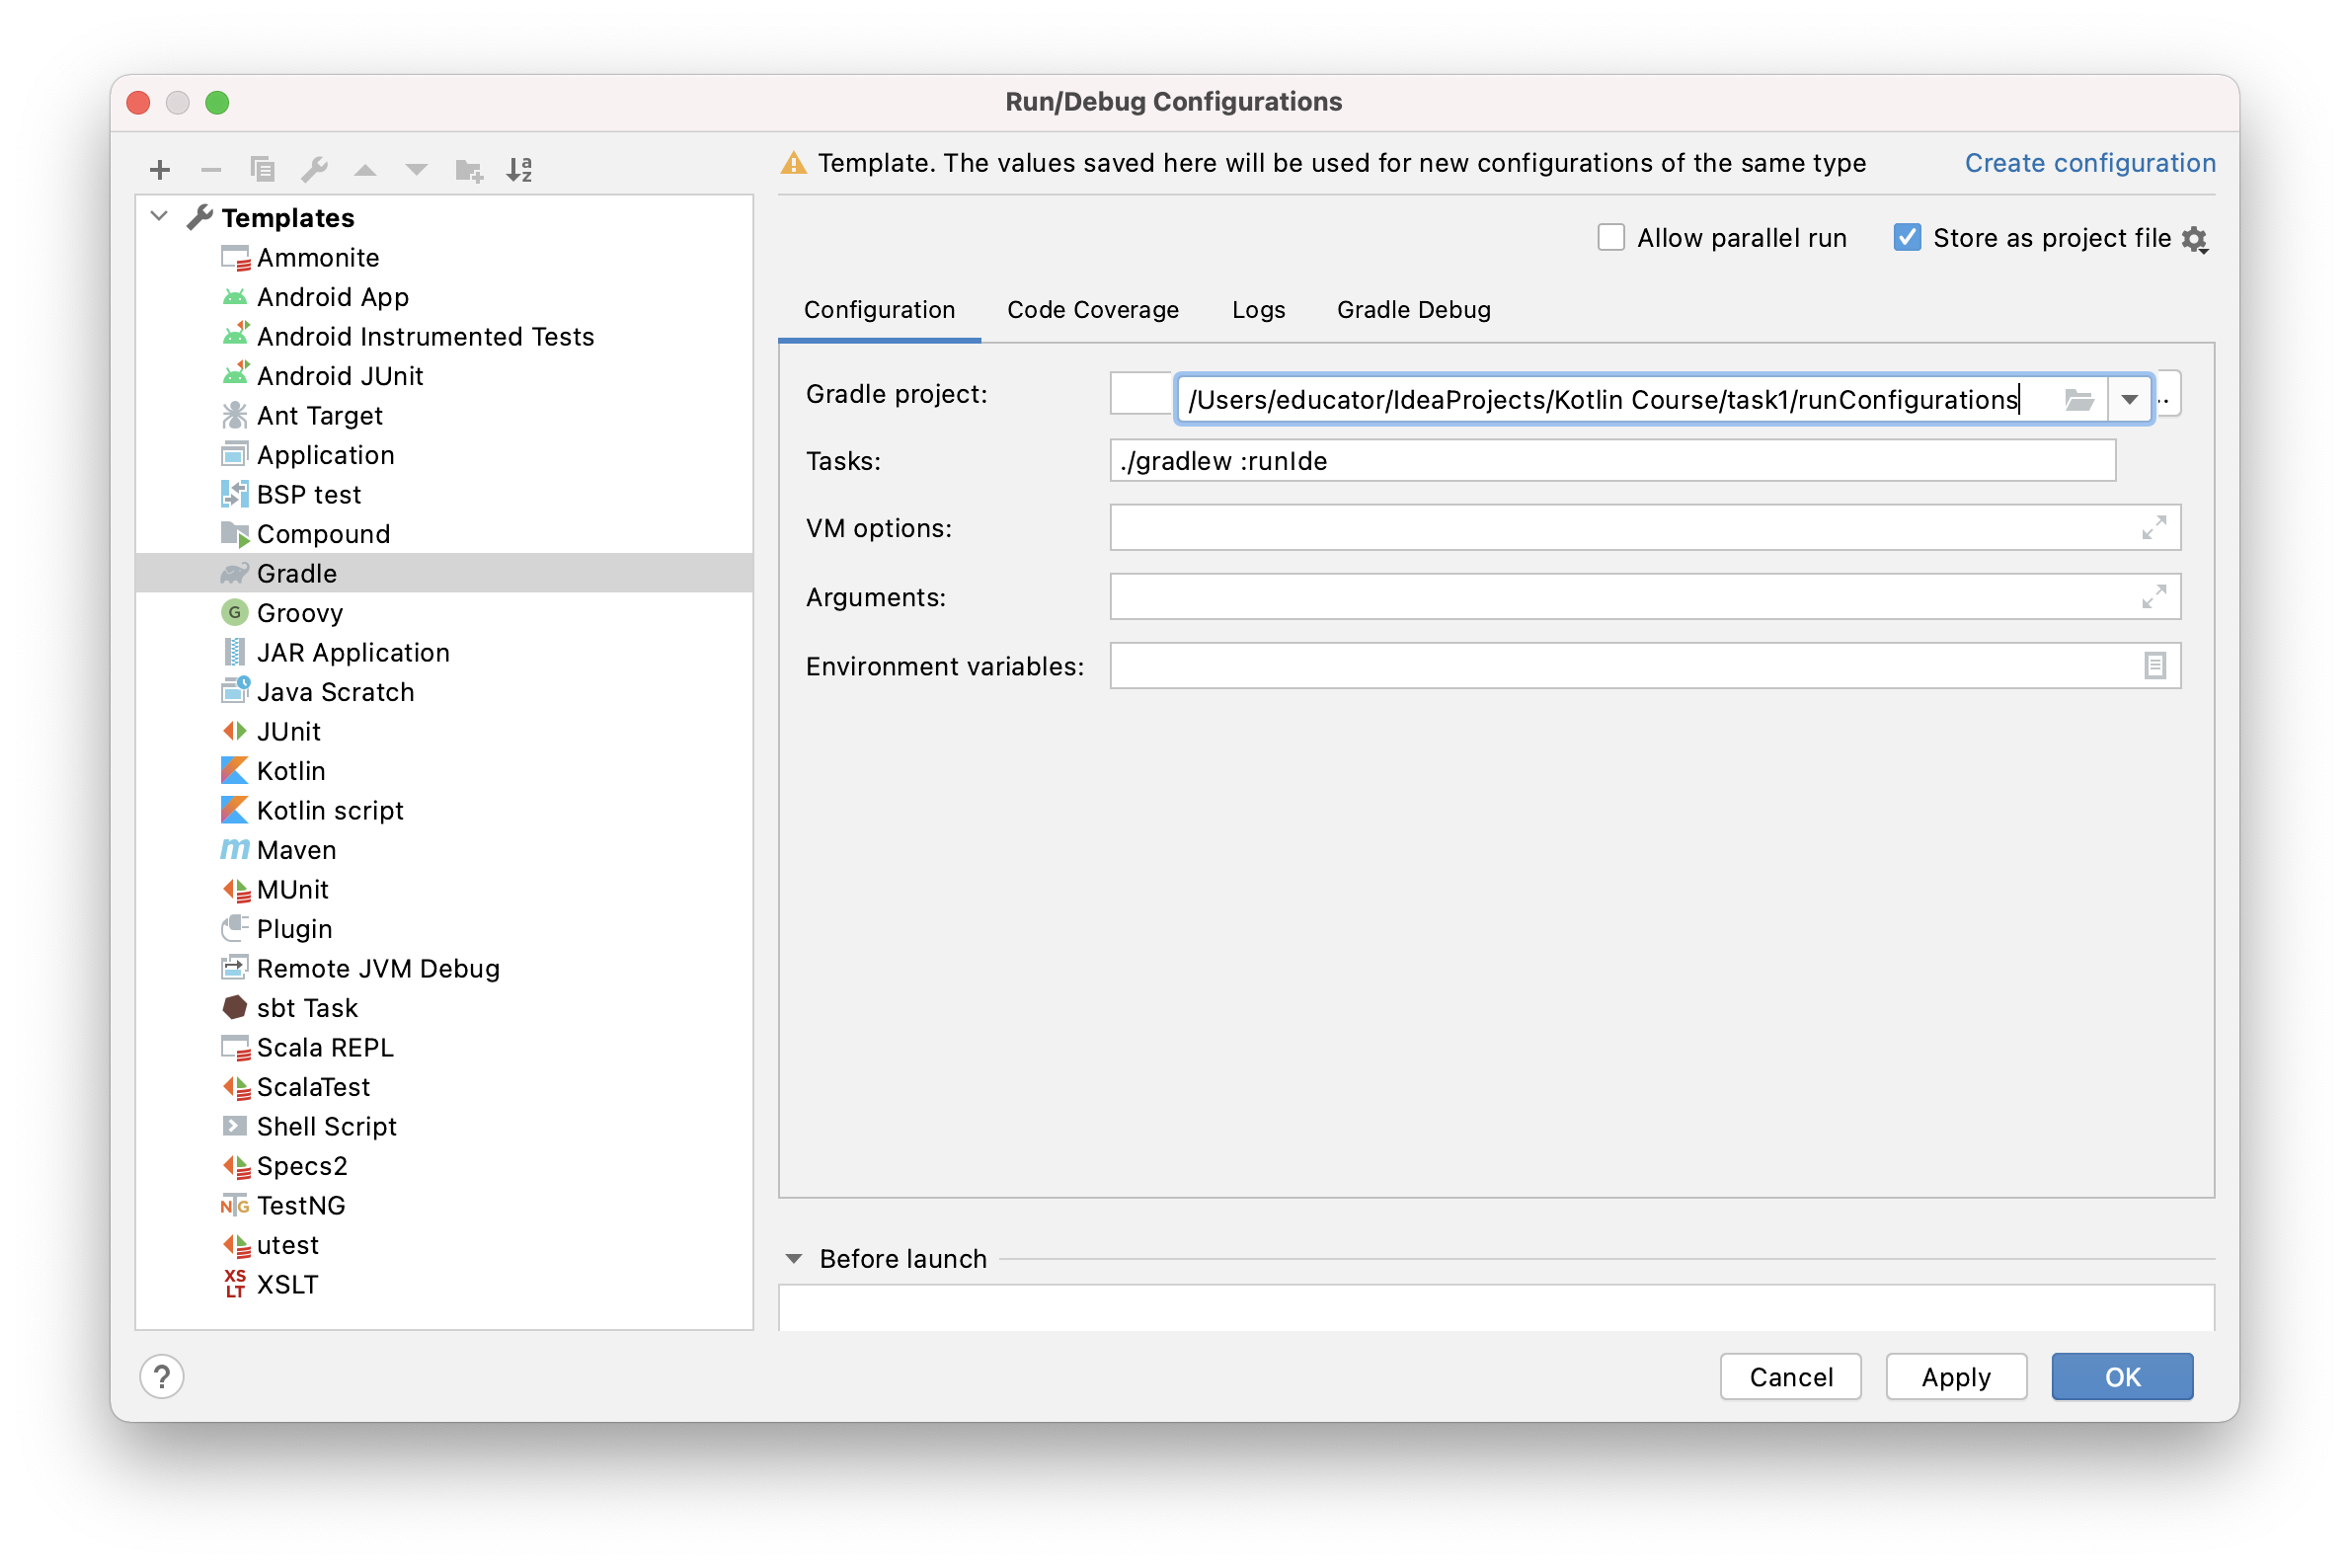 Run/Debug Configurations
Template. The values saved here will be used for new configurations of the same type
Create configuration
Templates
Ammonite
Android App
Android Instrumented Tests
Android JUnit
Ant Target
Application
BSP test
Compound
Gradle
Groovy
JAR Application
Java Scratch
JUnit
Kotlin
Kotlin script
Maven
MUnit
Plugin
Remote JVM Debug
sbt Task
Scala REPL
ScalaTest
Shell Script
Specs2
TestNG
utest
XSLT
Allow parallel run
Store as project file
Configuration
Code Coverage
Logs
Gradle Debug
Gradle project:
/Users/educator/IdeaProjects/Kotlin Course/task1/runConfigurations
Tasks:
./gradlew :runIde
VM options:
Arguments:
Environment variables:
Before launch
?
Cancel
Apply
OK